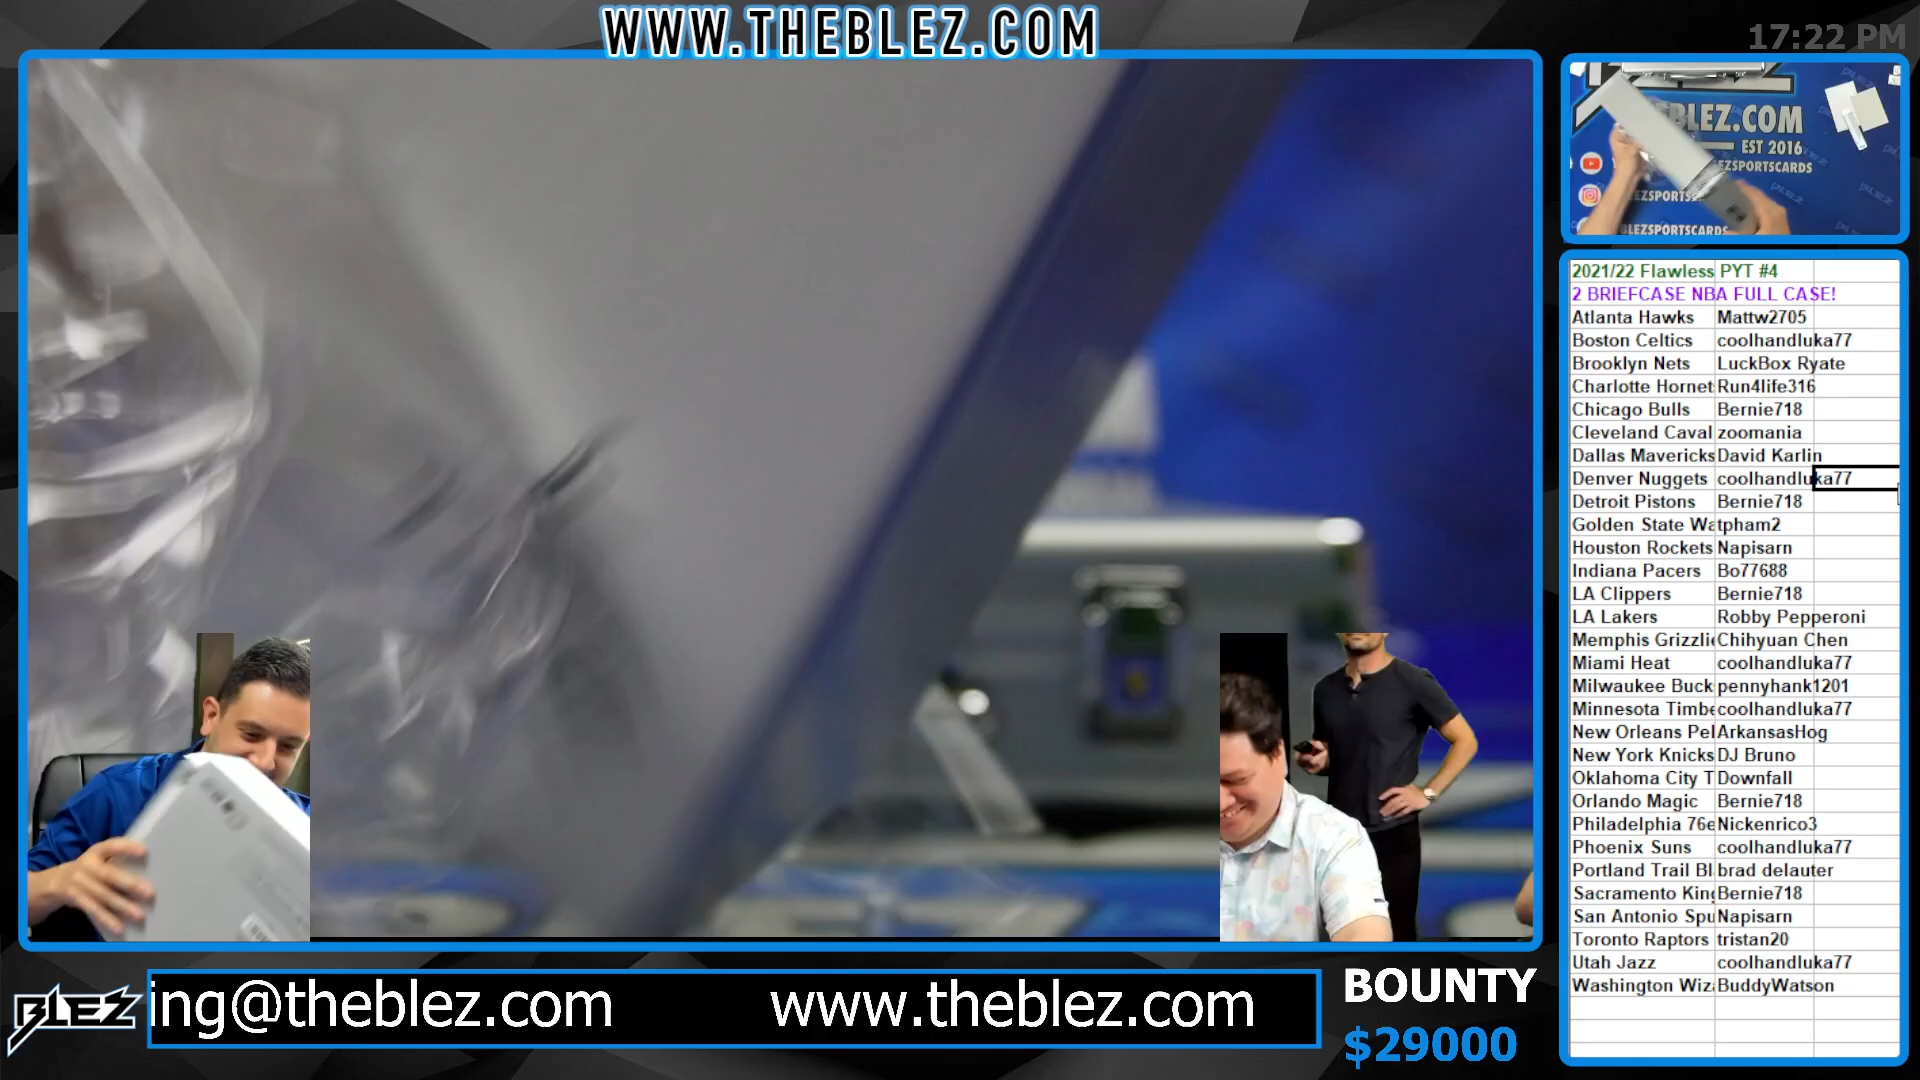 WWW.THEBLEZ.COM
17:22 PM
BLEZ.COM
EST 2016
BLEZSPORTSCARDS
2021/22 Flawless PYT #4
2 BRIEFCASE NBA FULL CASE!
Atlanta Hawks Mattw2705
Boston Celtics coolhandluka77
Brooklyn Nets LuckBox Ryate
Charlotte Hornet Run4life316
Chicago Bulls Bernie718
Cleveland Caval zoomania
Dallas Mavericks David Karlin
Denver Nuggets coolhandluka77
Detroit Pistons Bernie718
Golden State Wa tpham2
Houston Rockets Napisarn
Indiana Pacers Bo77688
LA Clippers Bernie718
LA Lakers Robby Pepperoni
Memphis Grizzlie Chihyuan Chen
Miami Heat coolhandluka77
Milwaukee Buck pennyhank1201
Minnesota Timbe coolhandluka77
New Orleans Pel ArkansasHog
New York Knicks DJ Bruno
Oklahoma City T Downfall
Orlando Magic Bernie718
Philadelphia 76e Nickenrico3
Phoenix Suns coolhandluka77
Portland Trail Bl brad delauter
Sacramento King Bernie718
San Antonio Spu Napisarn
Toronto Raptors tristan20
Utah Jazz coolhandluka77
Washington Wiz BuddyWatson
BLEZ
ing@theblez.com www.theblez.com
BOUNTY
$29000